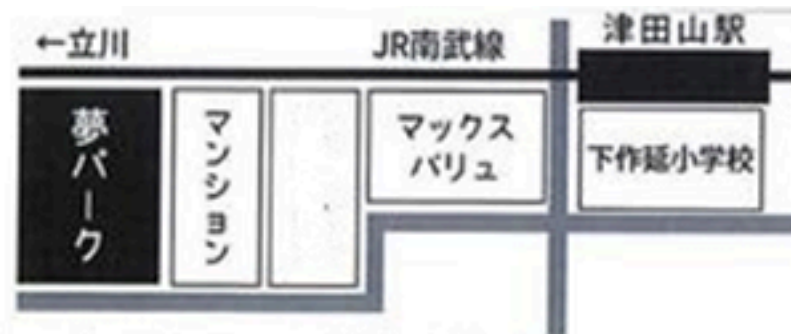 ←立川
JR南武線
津田山駅
夢パーク
マンション
マックス
バリュ
下作延小学校